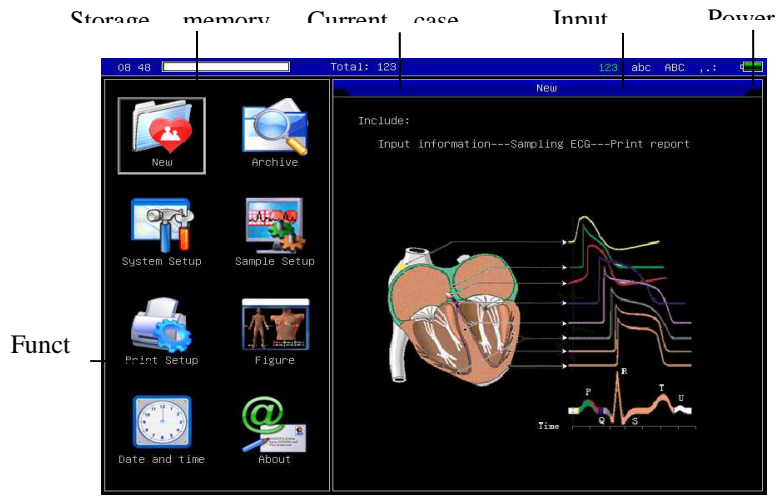 Storage memory Current case Input Power
08 48 Total: 123 123 abc ABC ,.:
New
Include:
Input information---Sampling ECG---Print report
New Archive
System Setup Sample Setup
Funct
Print Setup Figure
Date and time About
R
P T U
Q S
Time